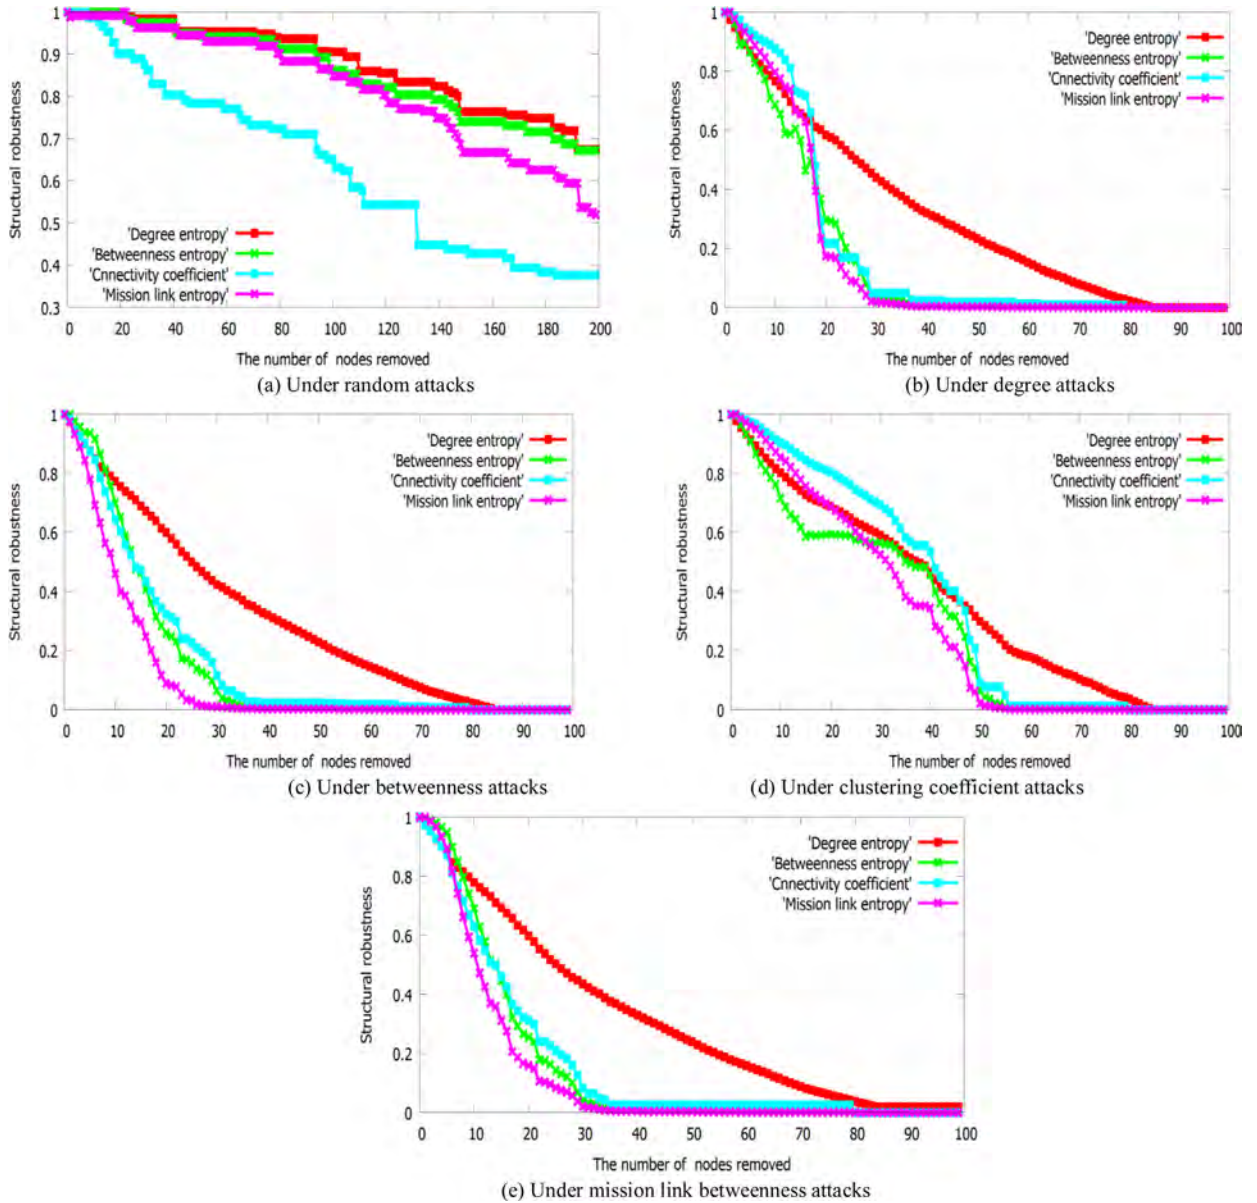 1
0.9
0.8
0.7
0.6
0.5
0.4
0.3
Structural robustness
'Degree entropy'
'Betweenness entropy'
'Cnnectivity coefficient'
'Mission link entropy'
0 20 40 60 80 100 120 140 160 180 200
The number of nodes removed
(a) Under random attacks
1
0.8
0.6
0.4
0.2
0
Structural robustness
'Degree entropy'
'Betweenness entropy'
'Cnnectivity coefficient'
'Mission link entropy'
0 10 20 30 40 50 60 70 80 90 100
The number of nodes removed
(b) Under degree attacks
1
0.8
0.6
0.4
0.2
0
Structural robustness
'Degree entropy'
'Betweenness entropy'
'Cnnectivity coefficient'
'Mission link entropy'
0 10 20 30 40 50 60 70 80 90 100
The number of nodes removed
(c) Under betweenness attacks
1
0.8
0.6
0.4
0.2
0
Structural robustness
'Degree entropy'
'Betweenness entropy'
'Cnnectivity coefficient'
'Mission link entropy'
0 10 20 30 40 50 60 70 80 90 100
The number of nodes removed
(d) Under clustering coefficient attacks
1
0.8
0.6
0.4
0.2
0
Structural robustness
'Degree entropy'
'Betweenness entropy'
'Cnnectivity coefficient'
'Mission link entropy'
0 10 20 30 40 50 60 70 80 90 100
The number of nodes removed
(e) Under mission link betweenness attacks